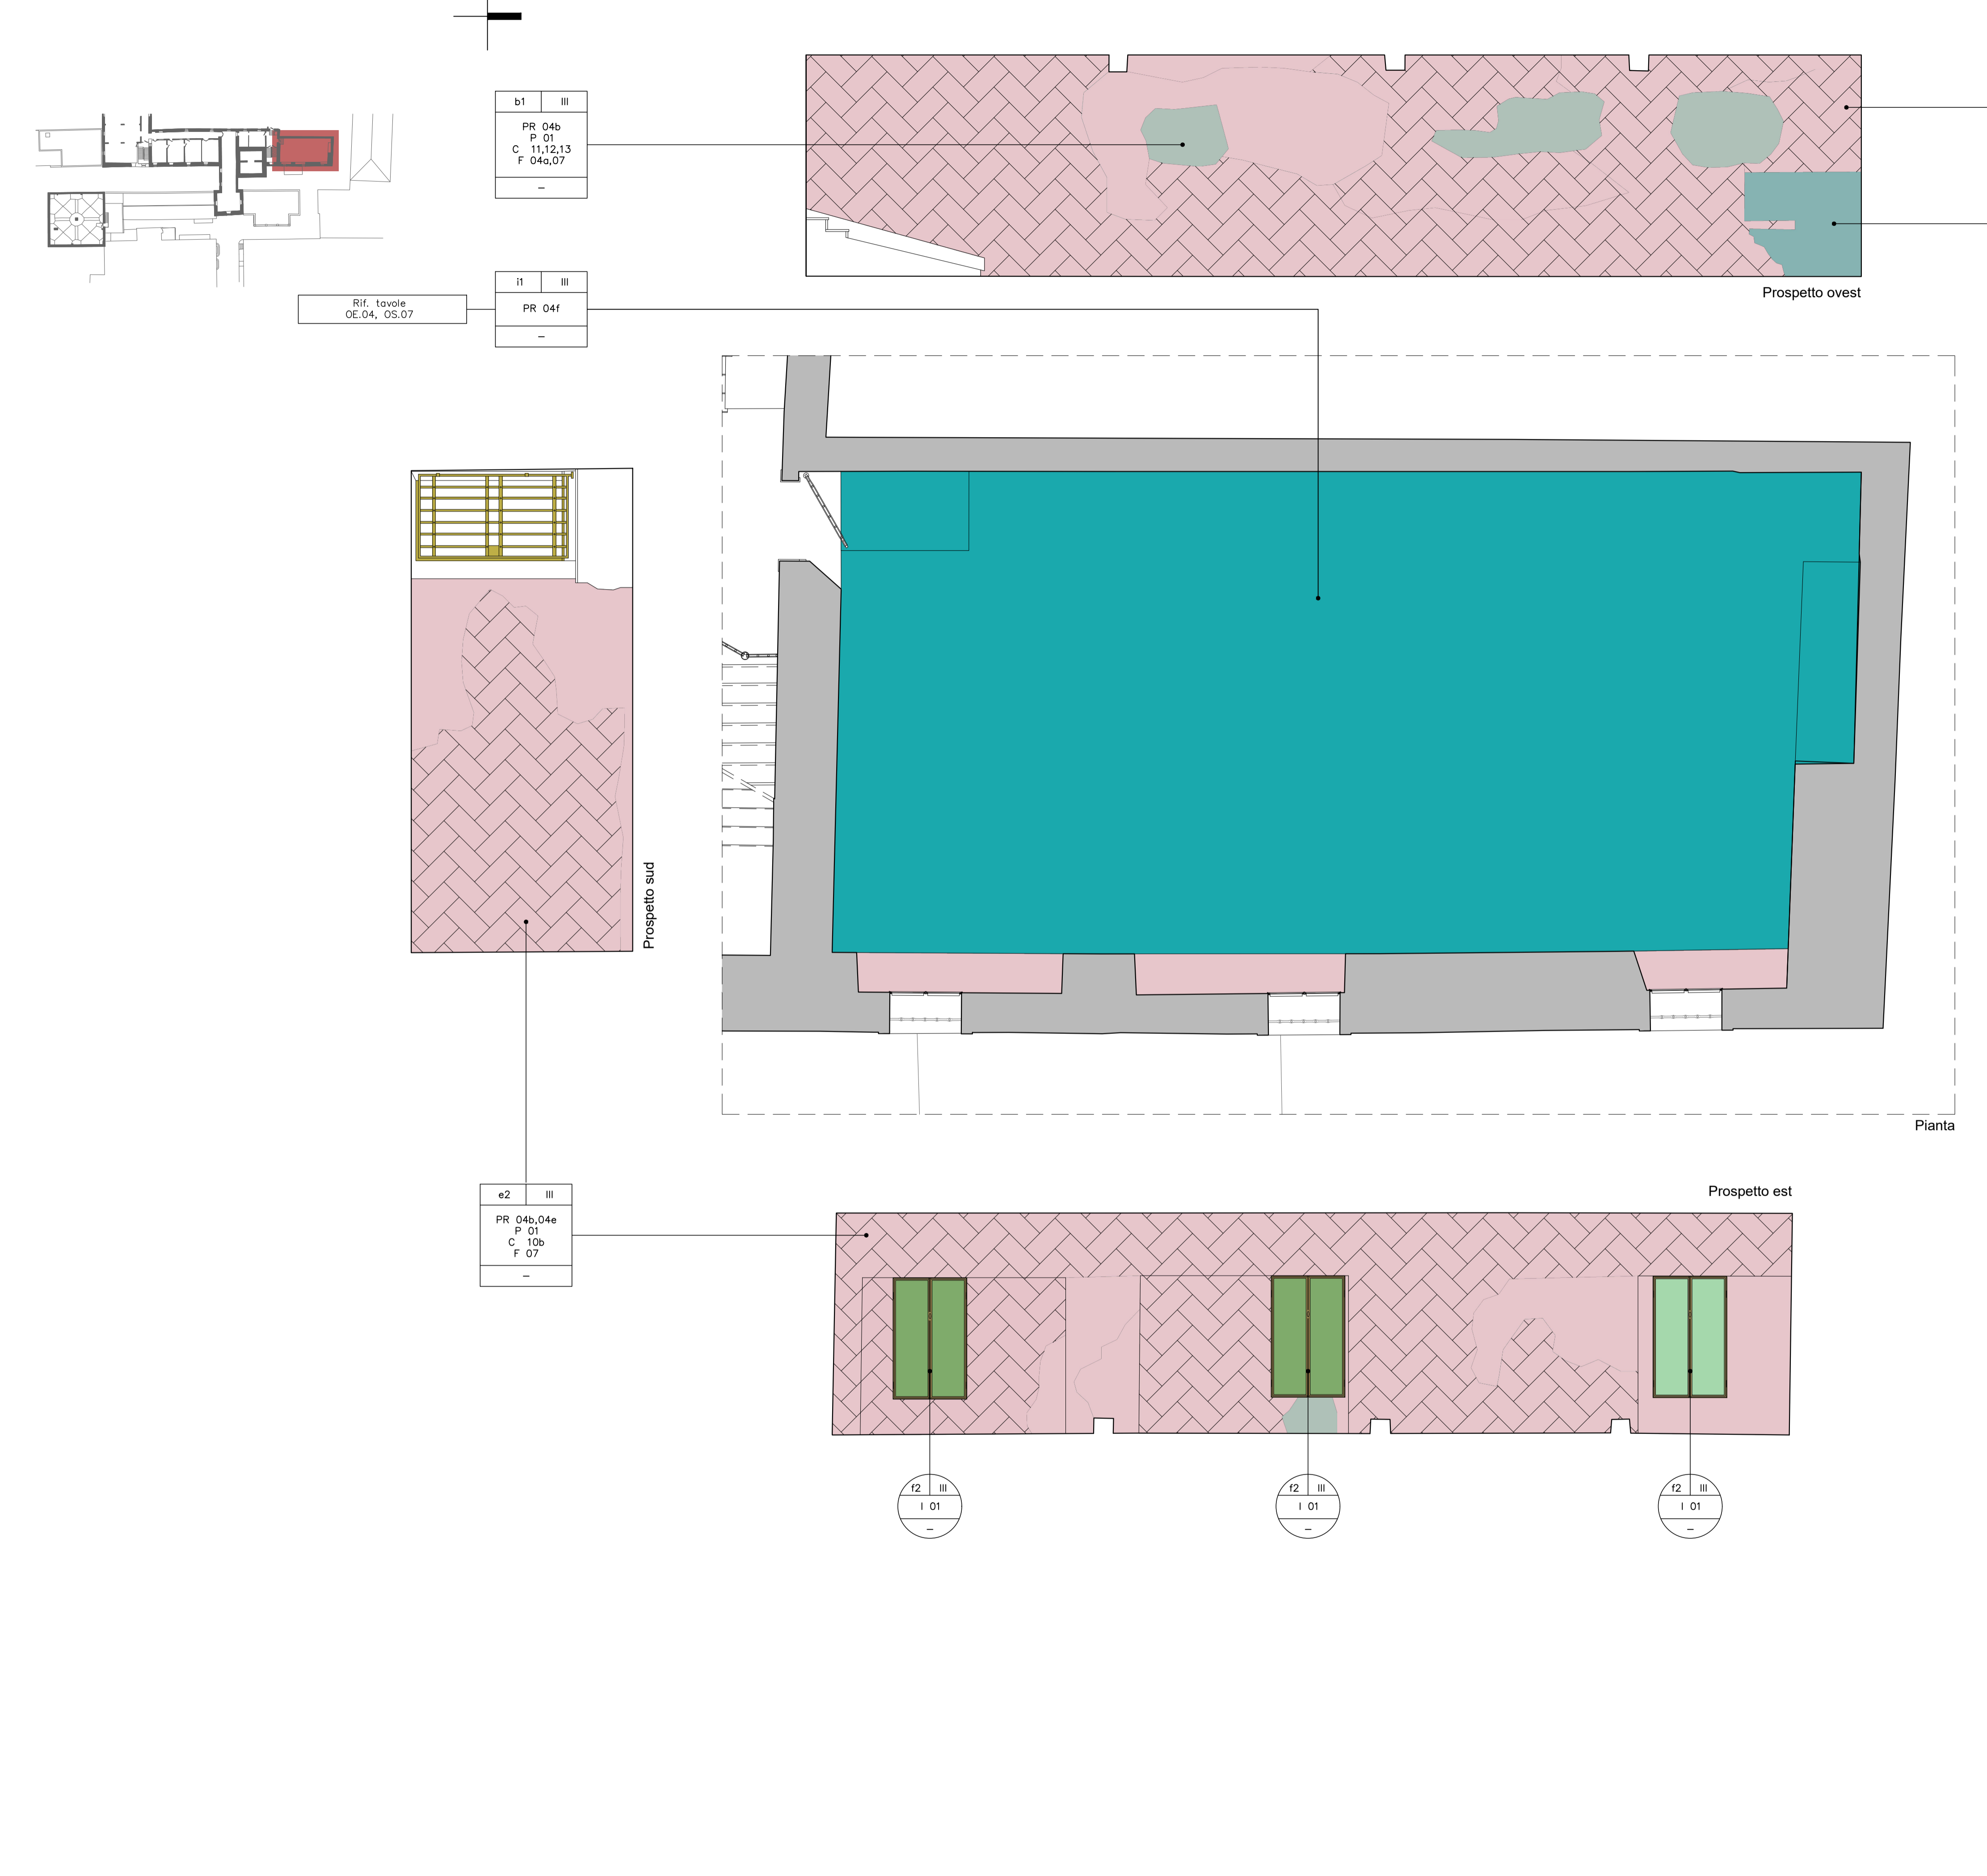 b1 III
PR 04b
P 01
C 11,12,13
F 04a,07
–
Prospetto ovest
i1 III
Rif. tavole
OE.04, OS.07
PR 04f
–
Prospetto sud
Pianta
e2 III
PR 04b,04e
P 01
C 10b
F 07
–
Prospetto est
f2 III
I 01
–
f2 III
I 01
–
f2 III
I 01
–